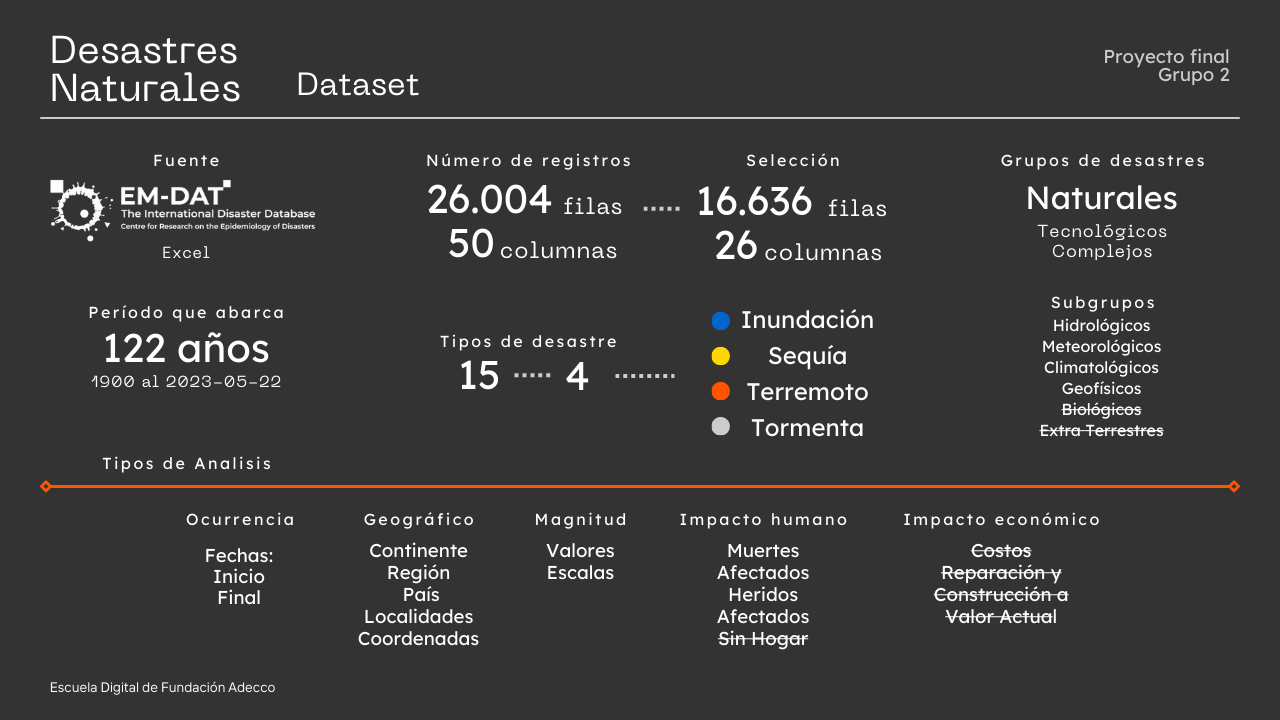 Desastres
Naturales
Dataset
Proyecto final
Grupo 2
Fuente
EM-DAT
The International Disaster Database
Centre for Research on the Epidemiology of Disasters
Excel
Número de registros
26.004 filas
50 columnas
Selección
16.636 filas
26 columnas
Grupos de desastres
Naturales
Tecnológicos
Complejos
Período que abarca
122 años
1900 al 2023-05-22
Tipos de desastre
15
4
Inundación
Sequía
Terremoto
Tormenta
Subgrupos
Hidrológicos
Meteorológicos
Climatológicos
Geofísicos
Biológicos
Extra Terrestres
Tipos de Analisis
Ocurrencia
Fechas:
Inicio
Final
Geográfico
Continente
Región
País
Localidades
Coordenadas
Magnitud
Valores
Escalas
Impacto humano
Muertes
Afectados
Heridos
Afectados
Sin Hogar
Impacto económico
Costos
Reparación y
Construcción a
Valor Actual
Escuela Digital de Fundación Adecco